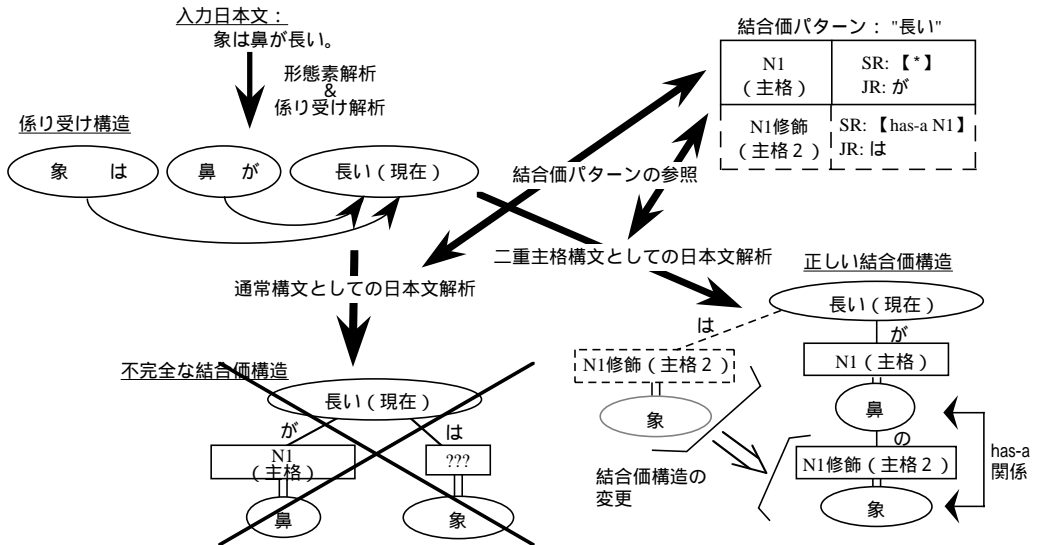 入力日本文：
象は鼻が長い。
形態素解析
&
係り受け解析
係り受け構造
象 は
鼻 が
長い（現在）
結合価パターン： "長い"
N1
（主格）
SR: 【*】
JR: が
N1修飾
（主格２）
SR: 【has-a N1】
JR: は
結合価パターンの参照
二重主格構文としての日本文解析
通常構文としての日本文解析
不完全な結合価構造
長い（現在）
が
は
N1
（主格）
???
鼻
象
正しい結合価構造
長い（現在）
は
が
N1修飾（主格２）
N1（主格）
象
鼻
の
N1修飾（主格２）
象
has-a
関係
結合価構造の
変更